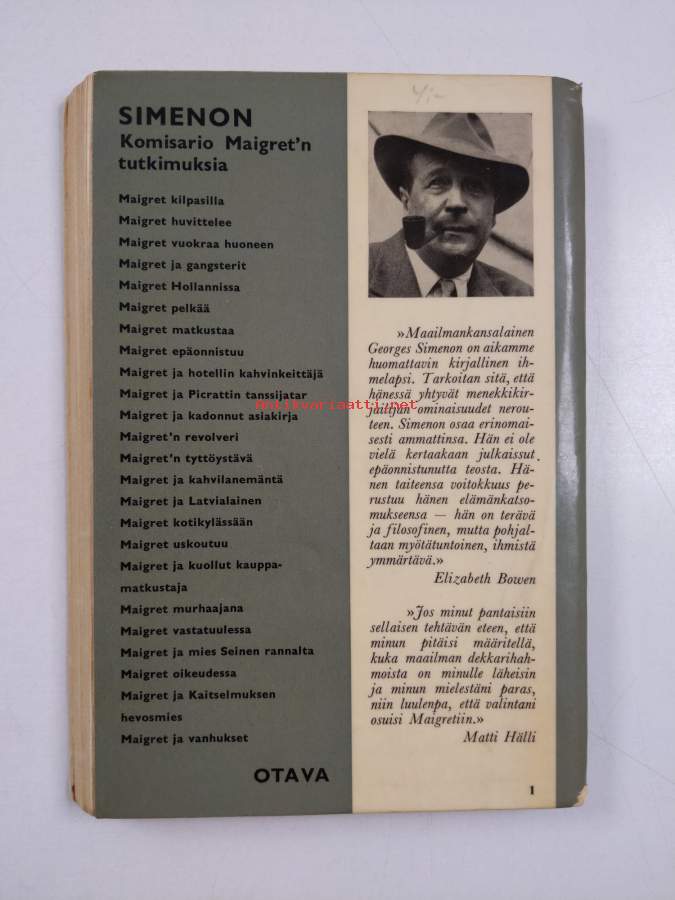 SIMENON
Komisario Maigret'n
tutkimuksia
Maigret kilpasilla
Maigret huvittelee
Maigret vuokraa huoneen
Maigret ja gangsterit
Maigret Hollannissa
Maigret pelkää
Maigret matkustaa
Maigret epäonnistuu
Maigret ja hotellin kahvinkeittäjä
Maigret ja Picrattin tanssijatar
Maigret ja kadonnut asiakirja
Maigret'n revolveri
Maigret'n tyttöystävä
Maigret ja kahvilanemäntä
Maigret ja Latvialainen
Maigret kotikylässään
Maigret uskoutuu
Maigret ja kuollut kauppa-
matkustaja
Maigret murhaajana
Maigret vastatuulessa
Maigret ja mies Seinen rannalta
Maigret oikeudessa
Maigret ja Kaitselmuksen
hevosmies
Maigret ja vanhukset
OTAVA
4:-
»Maailmankansalainen
Georges Simenon on aikamme
huomattavin kirjallinen ih-
melapsi. Tarkoitan sitä, että
hänessä yhtyvät menekkikir-
jailijan ominaisuudet nerou-
teen. Simenon osaa erinomai-
sesti ammattinsa. Hän ei ole
vielä kertaakaan julkaissut
epäonnistunutta teosta. Hä-
nen taiteensa voitokkuus pe-
rustuu hänen elämänkatso-
mukseensa — hän on terävä
ja filosofinen, mutta pohjal-
taan myötätuntoinen, ihmistä
ymmärtävä.»
Elizabeth Bowen
»Jos minut pantaisiin
sellaisen tehtävän eteen, että
minun pitäisi määritellä,
kuka maailman dekkarihah-
moista on minulle läheisin
ja minun mielestäni paras,
niin luulenpa, että valintani
osuisi Maigretiin.»
Matti Hälli
1
Antikvariaatti.net